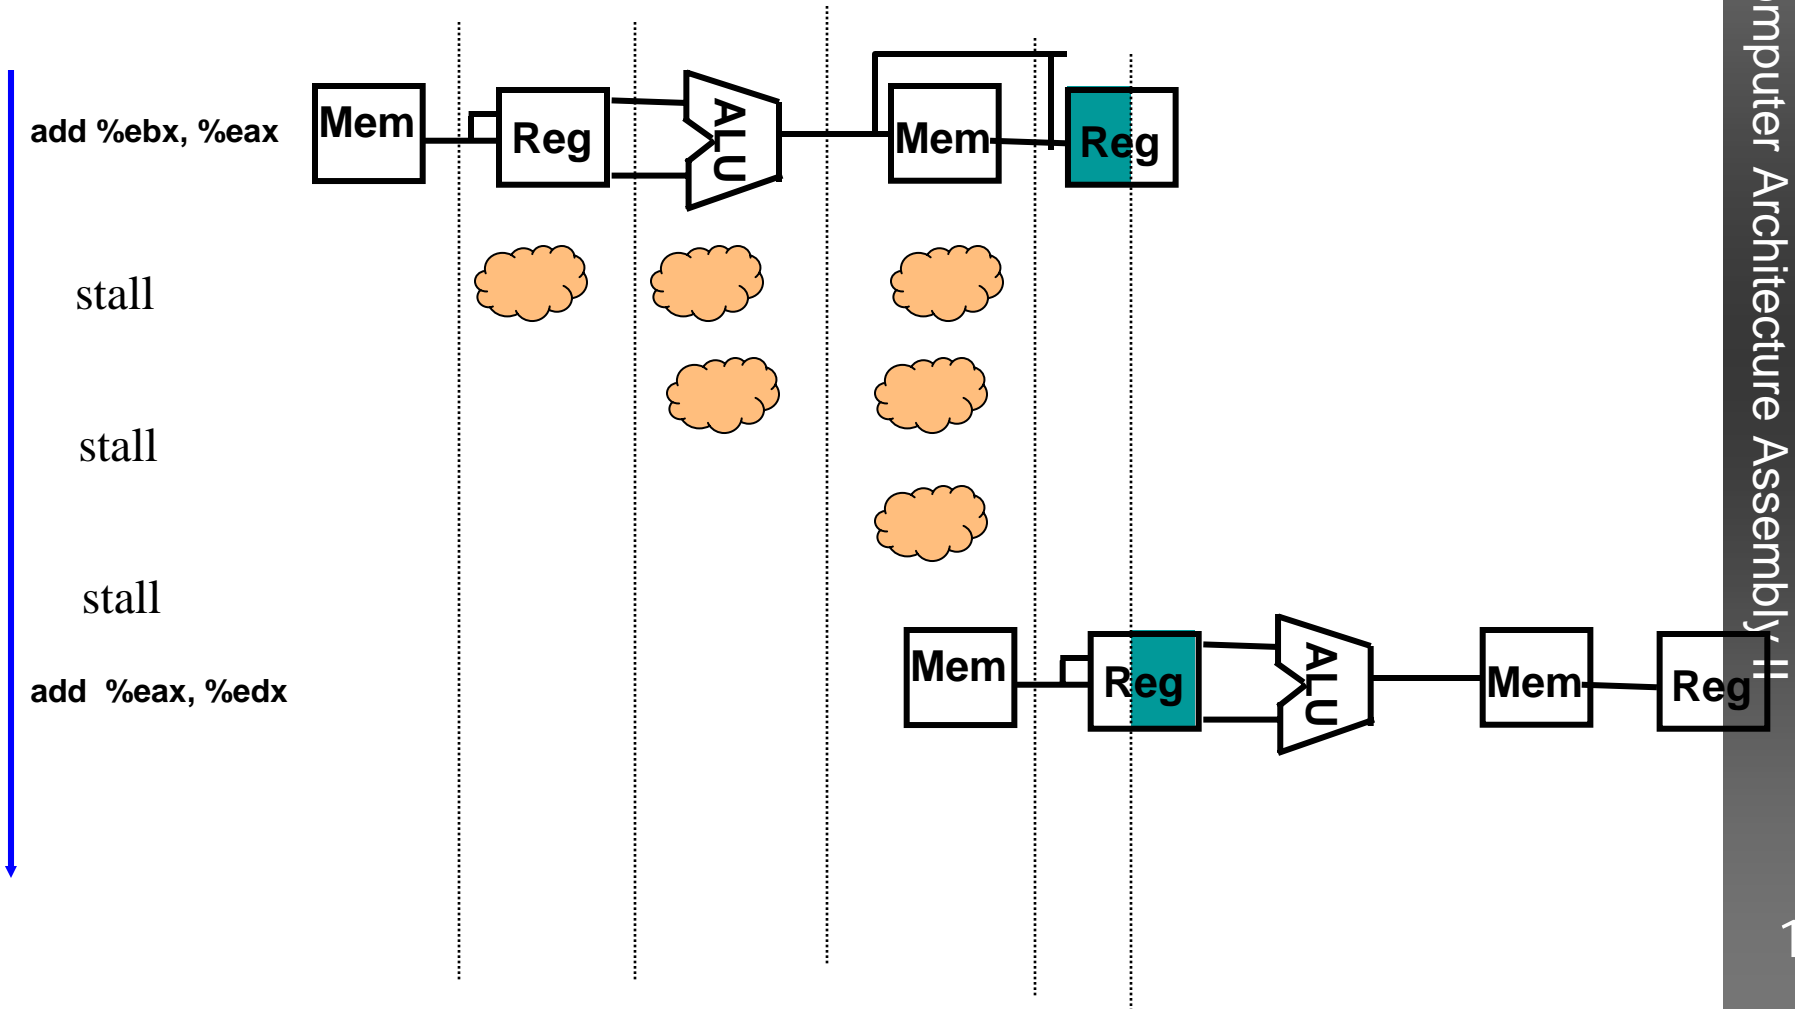 add %ebx, %eax
Mem
Reg
ALU
Mem
Reg
stall
stall
stall
add %eax, %edx
Mem
Reg
ALU
Mem
Reg
mputer Architecture Assembly II
1